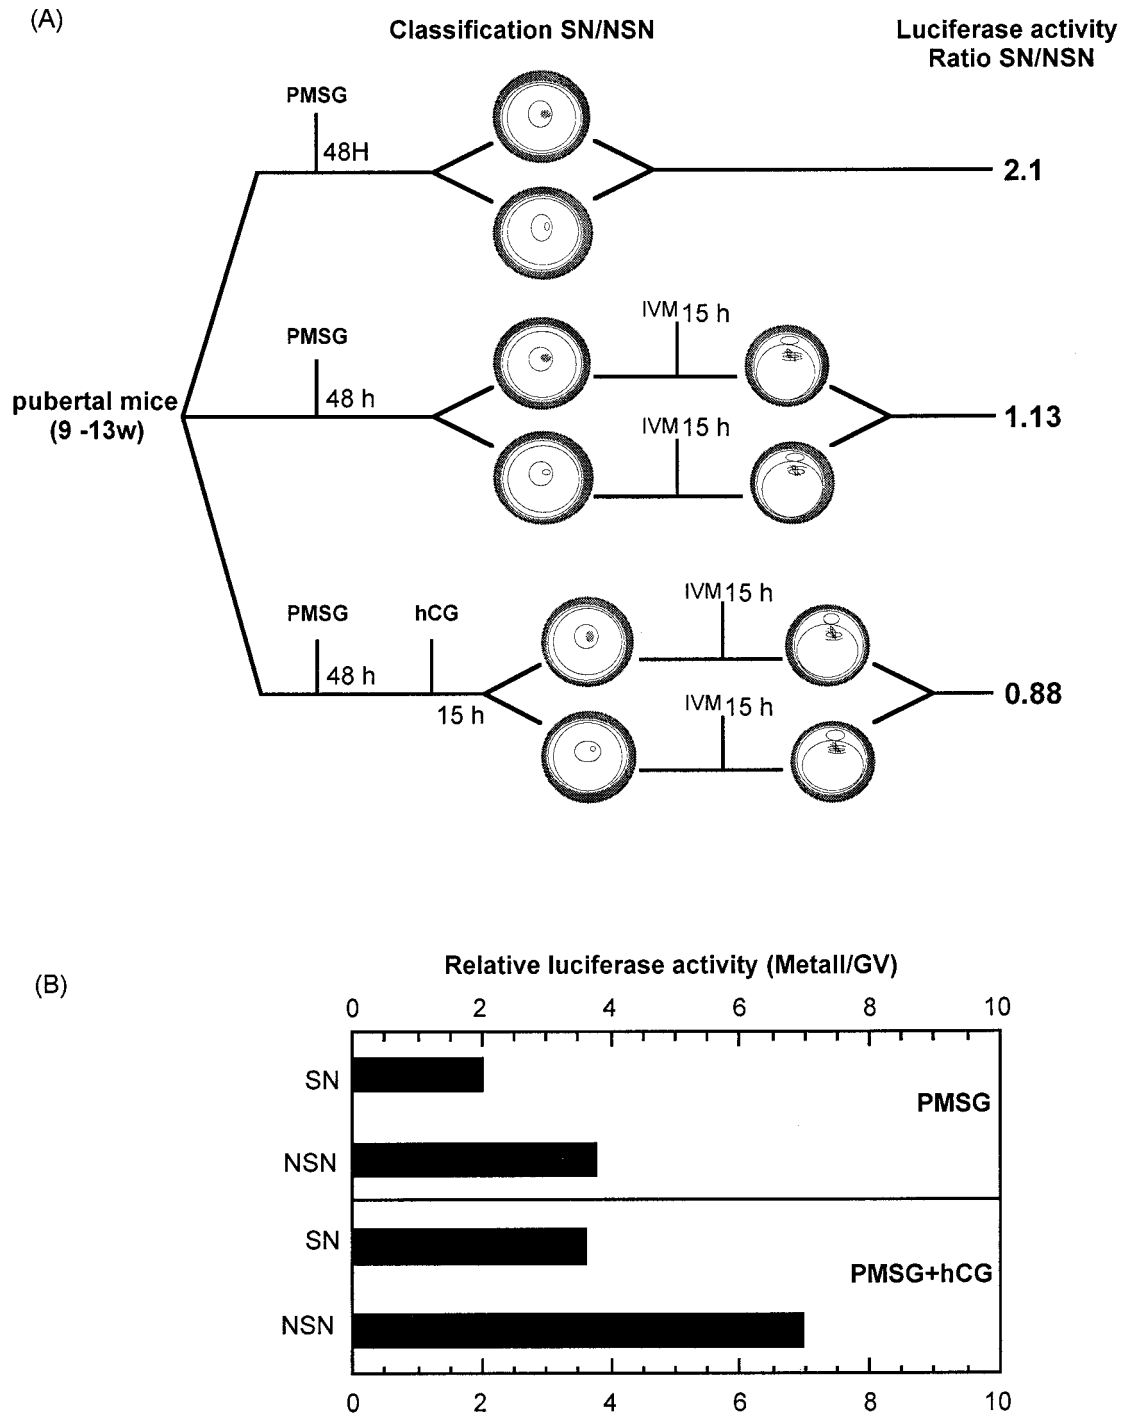 (A)
Classification SN/NSN
Luciferase activity
Ratio SN/NSN
PMSG
48H
2.1
PMSG
48 h
IVM 15 h
IVM 15 h
pubertal mice
(9 -13w)
1.13
PMSG
hCG
48 h
15 h
IVM 15 h
IVM 15 h
0.88
(B)
Relative luciferase activity (MetaII/GV)
0 2 4 6 8 10
SN
PMSG
NSN
SN
PMSG+hCG
NSN
0 2 4 6 8 10